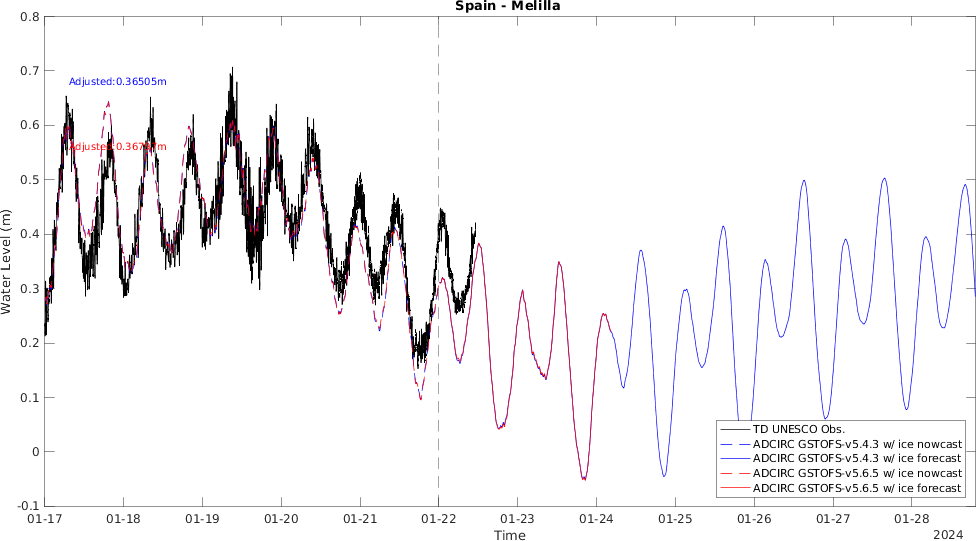 Spain - Melilla
0.8
0.7
0.6
0.5
0.4
0.3
0.2
0.1
0
-0.1
Water Level (m)
Adjusted:0.36505m
TD UNESCO Obs.
ADCIRC GSTOFS-v5.4.3 w/ ice nowcast
ADCIRC GSTOFS-v5.4.3 w/ ice forecast
ADCIRC GSTOFS-v5.6.5 w/ ice nowcast
ADCIRC GSTOFS-v5.6.5 w/ ice forecast
01-17 01-18 01-19 01-20 01-21 01-22 01-23 01-24 01-25 01-26 01-27 01-28
Time
2024